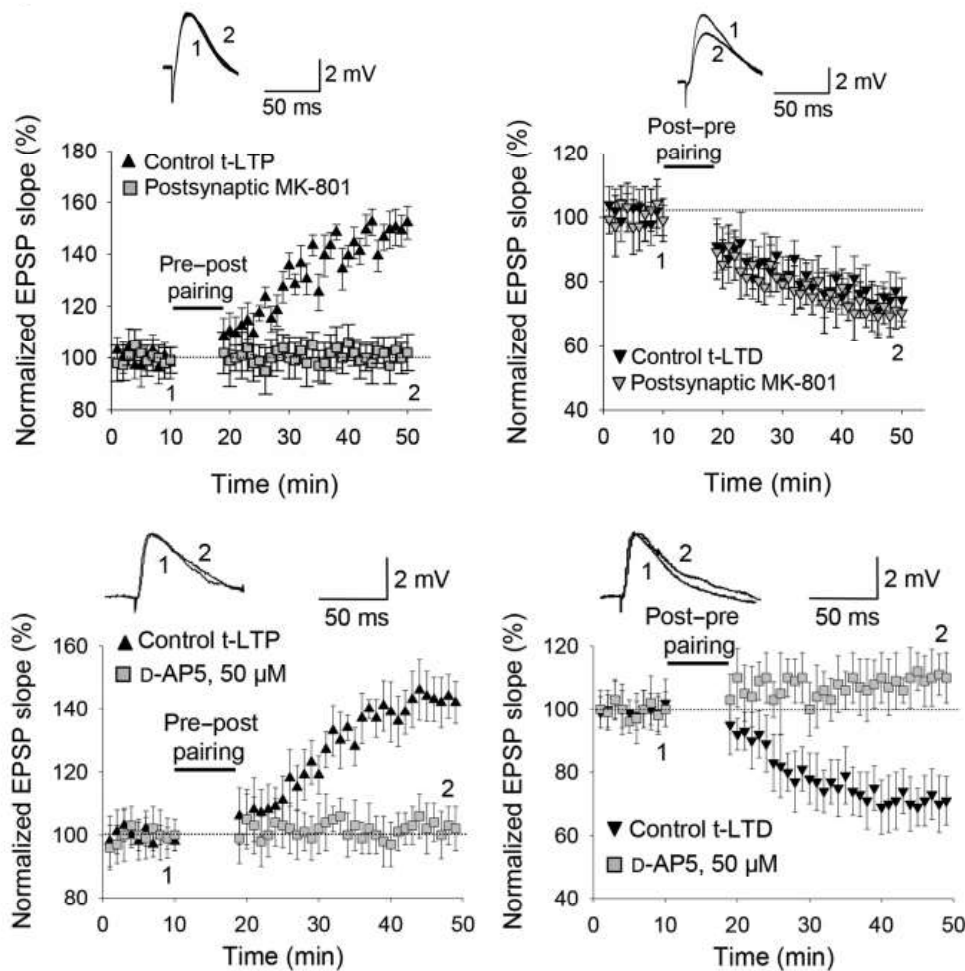 1 2
2 mV
50 ms
Normalized EPSP slope (%)
180
160
140
120
100
80
Control t-LTP
Postsynaptic MK-801
Pre–post
pairing
1
2
0 10 20 30 40 50
Time (min)
1
2
2 mV
50 ms
Normalized EPSP slope (%)
Post–pre
pairing
120
100
80
60
40
1
2
Control t-LTD
Postsynaptic MK-801
0 10 20 30 40 50
Time (min)
1 2
2 mV
50 ms
Normalized EPSP slope (%)
160
140
120
100
80
Control t-LTP
D-AP5, 50 µM
Pre–post
pairing
1
2
0 10 20 30 40 50
Time (min)
2
1
2 mV
50 ms
Normalized EPSP slope (%)
Post–pre
pairing
120
100
80
60
40
1
2
Control t-LTD
D-AP5, 50 µM
0 10 20 30 40 50
Time (min)